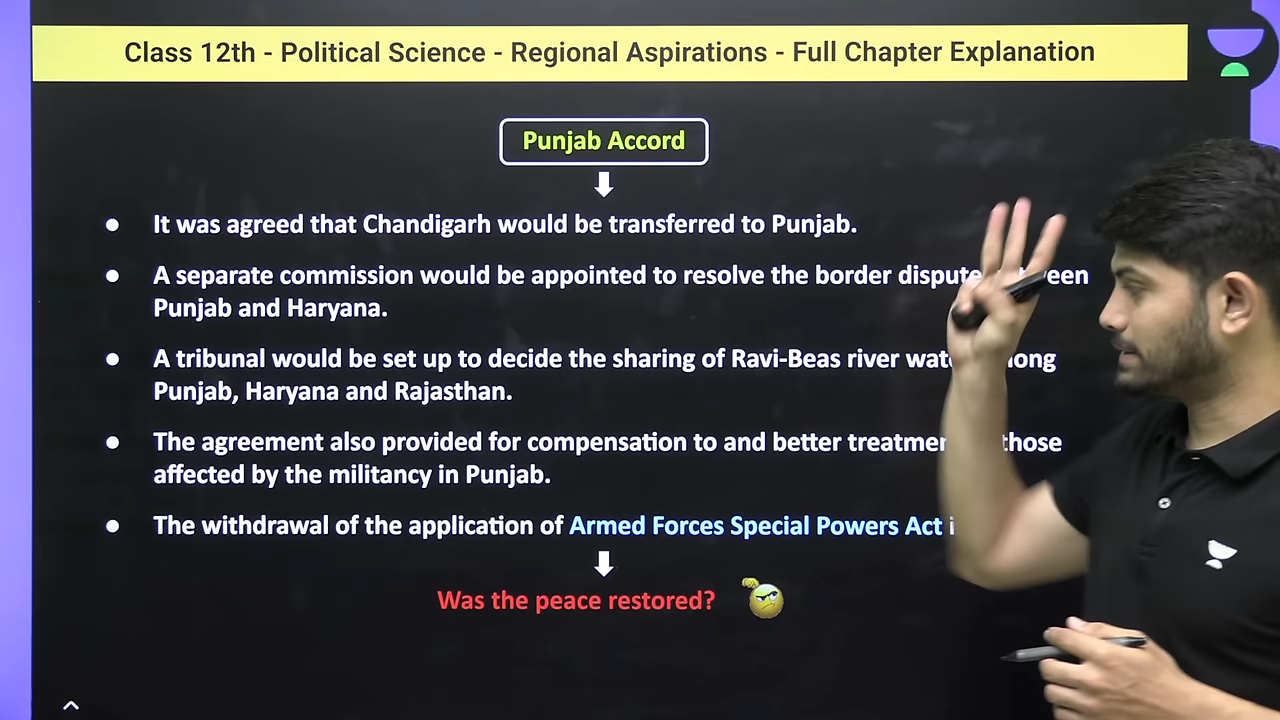 Class 12th - Political Science - Regional Aspirations - Full Chapter Explanation
Punjab Accord
● It was agreed that Chandigarh would be transferred to Punjab.
● A separate commission would be appointed to resolve the border dispute between
Punjab and Haryana.
● A tribunal would be set up to decide the sharing of Ravi-Beas river water among
Punjab, Haryana and Rajasthan.
● The agreement also provided for compensation to and better treatment those
affected by the militancy in Punjab.
● The withdrawal of the application of Armed Forces Special Powers Act
Was the peace restored?